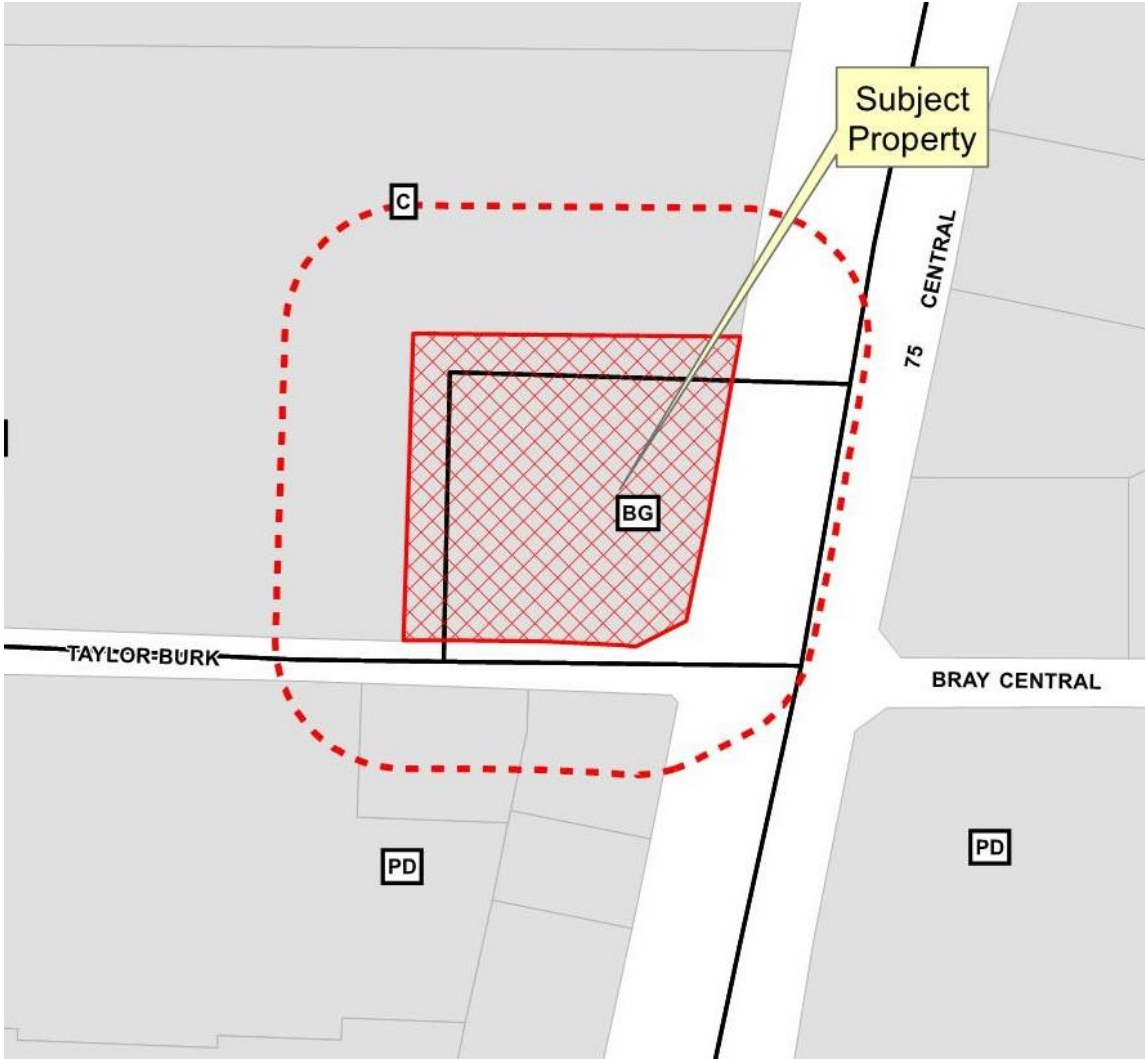 Subject
Property
C
CENTRAL
75
BG
TAYLOR-BURK
BRAY CENTRAL
PD
PD